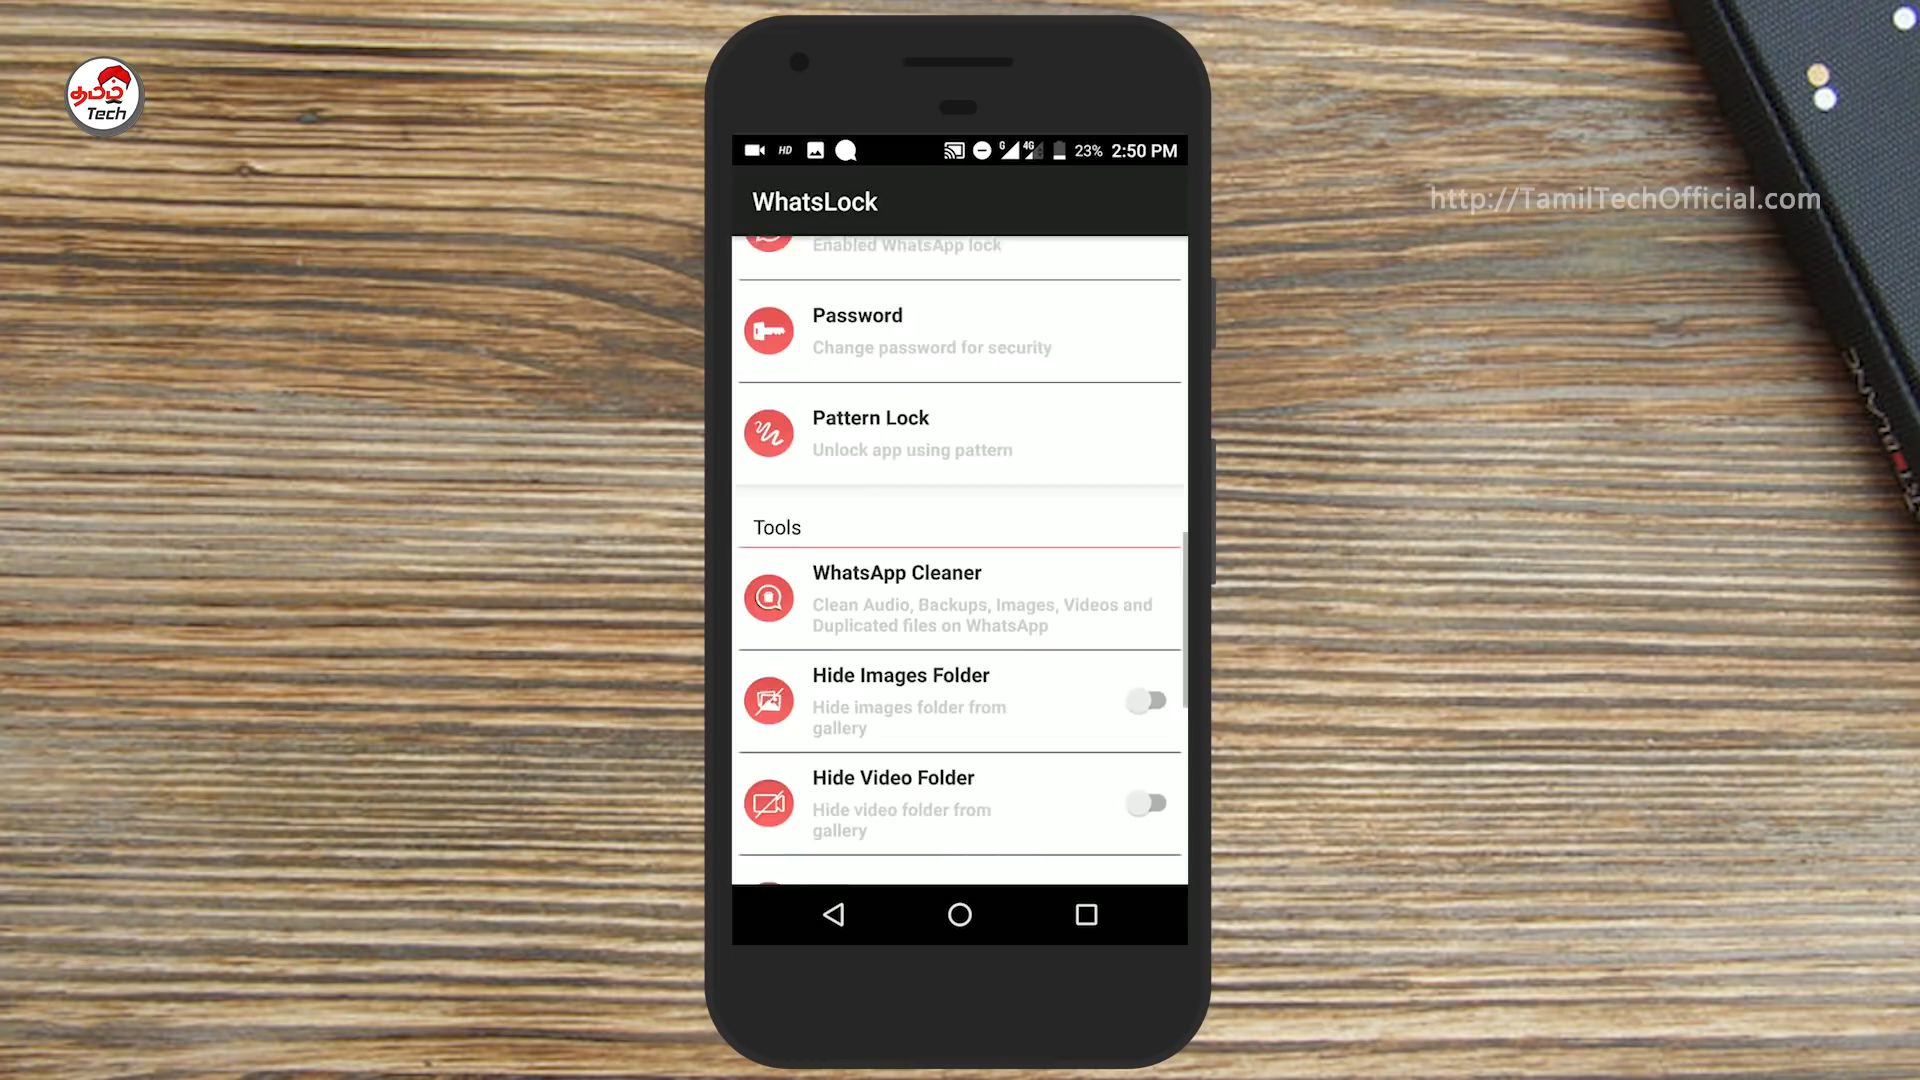 தமிழ்
Tech
http://TamilTechOfficial.com
HD
G
4G
23%
2:50 PM
WhatsLock
Enabled WhatsApp lock
Password
Change password for security
Pattern Lock
Unlock app using pattern
Tools
WhatsApp Cleaner
Clean Audio, Backups, Images, Videos and
Duplicated files on WhatsApp
Hide Images Folder
Hide images folder from
gallery
Hide Video Folder
Hide video folder from
gallery